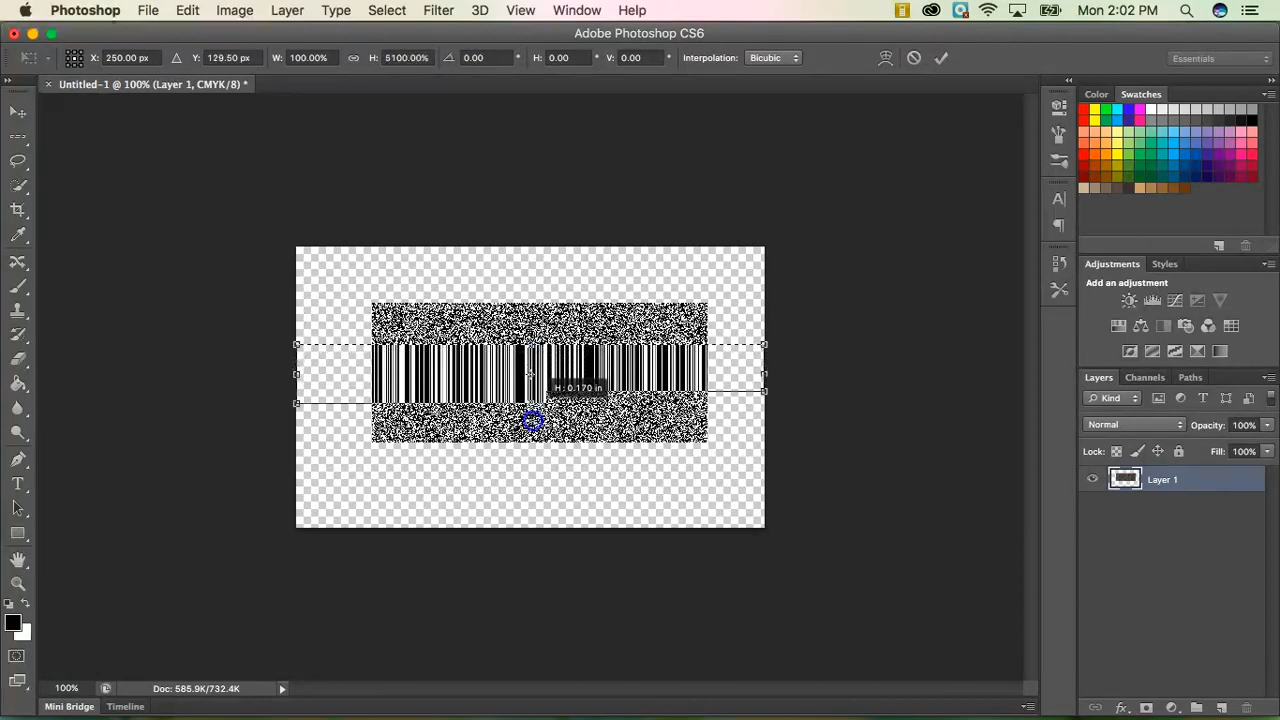 Photoshop File Edit Image Layer Type Select Filter 3D View Window Help Mon 2:02 PM
Adobe Photoshop CS6
X: 250.00 px Y: 129.50 px W: 100.00% H: 5100.00% 0.00 ° H: 0.00 ° V: 0.00 ° Interpolation: Bicubic Essentials
Untitled-1 @ 100% (Layer 1, CMYK/8) *
Color Swatches
Adjustments Styles
Add an adjustment
H: 0.170 in
Layers Channels Paths
Kind
Normal Opacity: 100%
Lock: Fill: 100%
Layer 1
100% Doc: 585.9K/732.4K
Mini Bridge Timeline